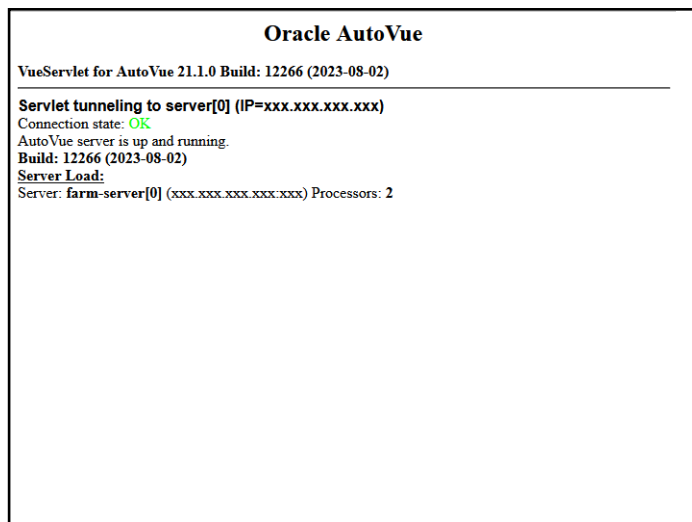 Oracle AutoVue
VueServlet for AutoVue 21.1.0 Build: 12266 (2023-08-02)
Servlet tunneling to server[0] (IP=xxx.xxx.xxx.xxx)
Connection state: OK
AutoVue server is up and running.
Build: 12266 (2023-08-02)
Server Load:
Server: farm-server[0] (xxx.xxx.xxx.xxx:xxx) Processors: 2